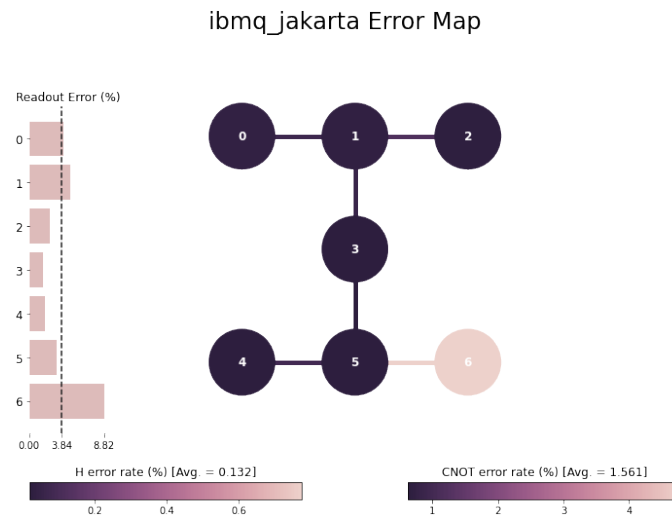 ibmq_jakarta Error Map
Readout Error (%)
0
1
2
3
4
5
6
0.00 3.84 8.82
0 1 2
3
4 5 6
H error rate (%) [Avg. = 0.132]
0.2 0.4 0.6
CNOT error rate (%) [Avg. = 1.561]
1 2 3 4